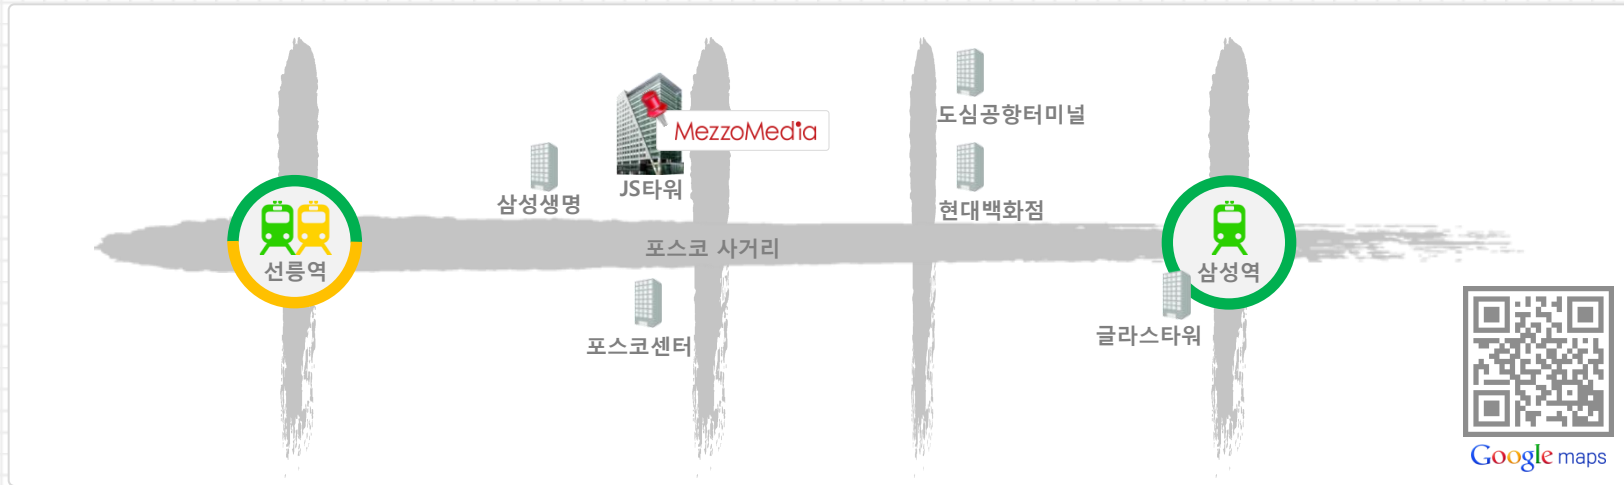 도심공항터미널
MezzoMedia
JS타워
삼성생명
현대백화점
포스코 사거리
선릉역
삼성역
글라스타워
포스코센터
Google maps